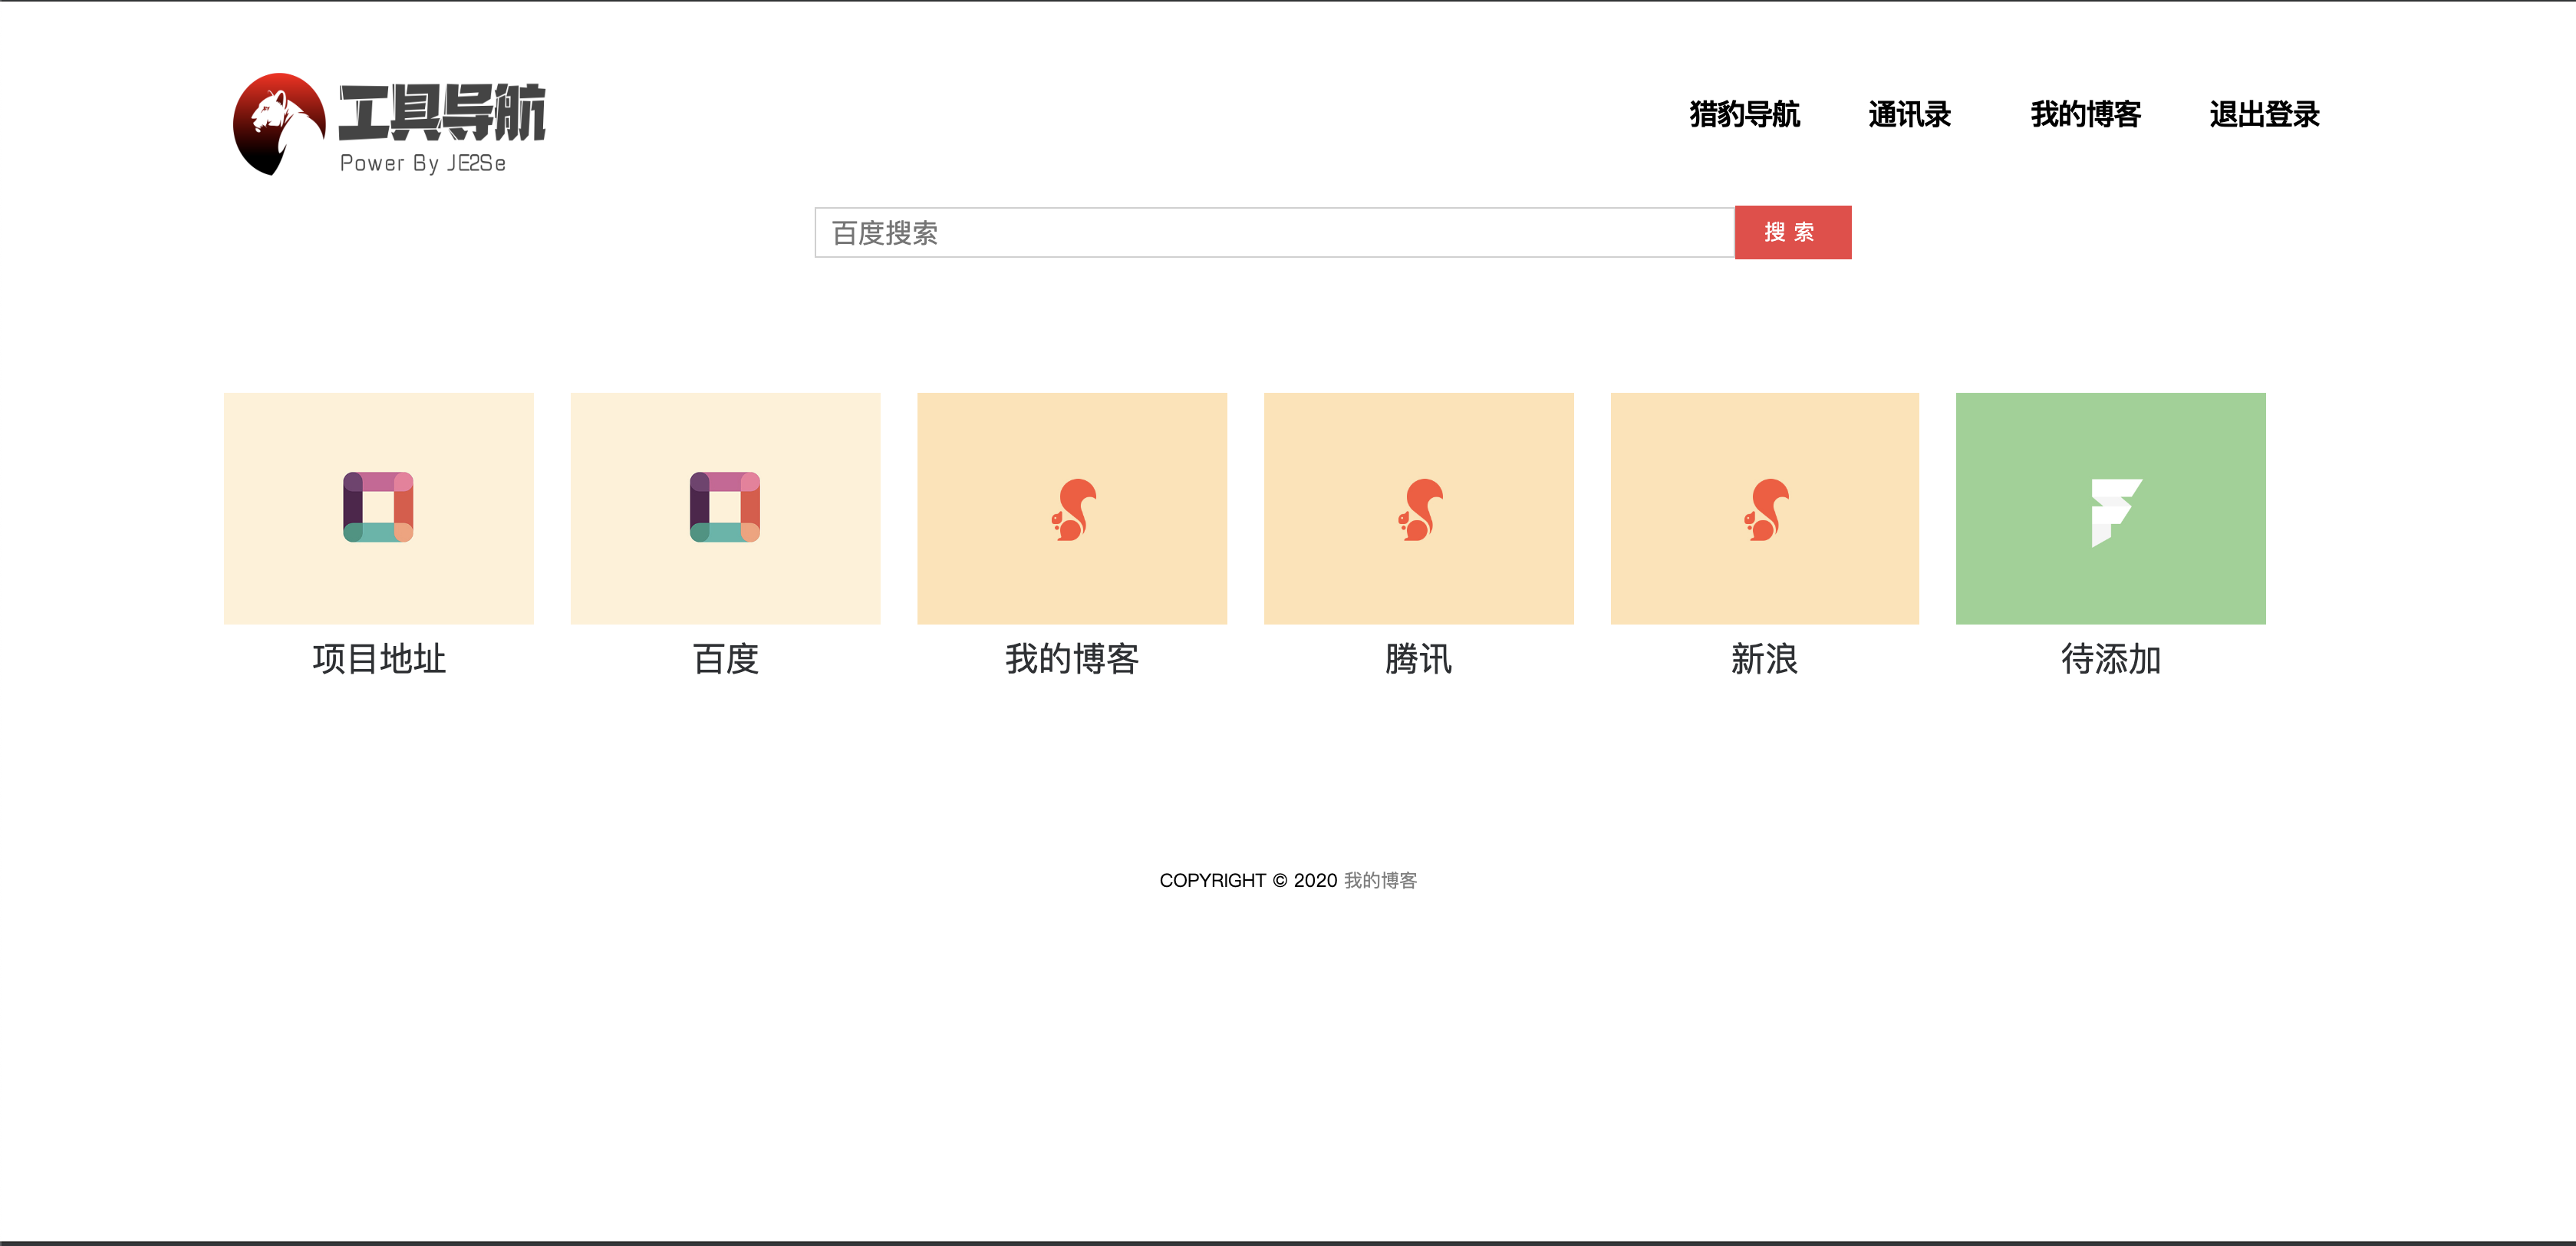 工具导航
Power By JE2Se
猎豹导航 通讯录 我的博客 退出登录
百度搜索 搜 索
项目地址 百度 我的博客 腾讯 新浪 待添加
COPYRIGHT © 2020 我的博客